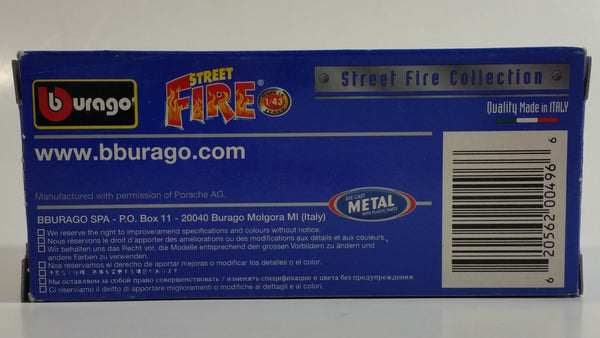 bburago
STREET
FIRE®
1/43
Street Fire Collection
Quality Made in ITALY
www.bburago.com
Manufactured with permission of Porsche AG.
DIE CAST
METAL
WITH PLASTIC PARTS
BBURAGO SPA - P.O. Box 11 - 20040 Burago Molgora MI (Italy)
We reserve the right to improve/amend specifications and colours without notice.
Nous réservons le droit d'apporter des améliorations ou des modifications aux détails et aux couleurs.
Wir behalten uns das Recht vor, die Modelle entsprechend den grossen Vorbildern zu ändern und
andere Farben zu verwenden.
Nos reservamos el derecho de aportar mejoras o modificar los detalles o el color.
Мы оставляем за собой право совершенствовать / изменять спецификации и цвета без предупреждения.
Ci riserviamo il diritto di apportare miglioramenti o modifiche ai dettagli e ai colori.
6 20562 00496 6